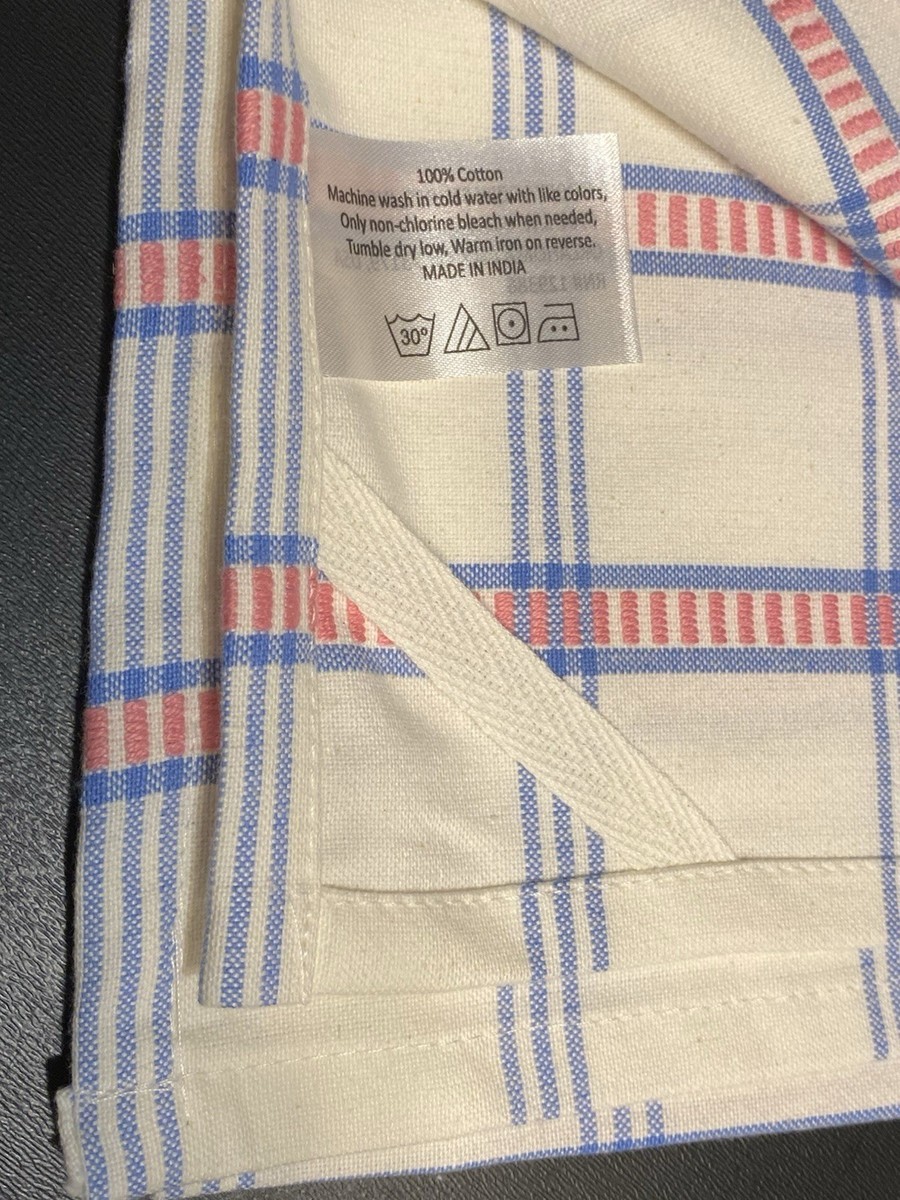 100% Cotton
Machine wash in cold water with like colors,
Only non-chlorine bleach when needed,
Tumble dry low, Warm iron on reverse.
MADE IN INDIA
30°